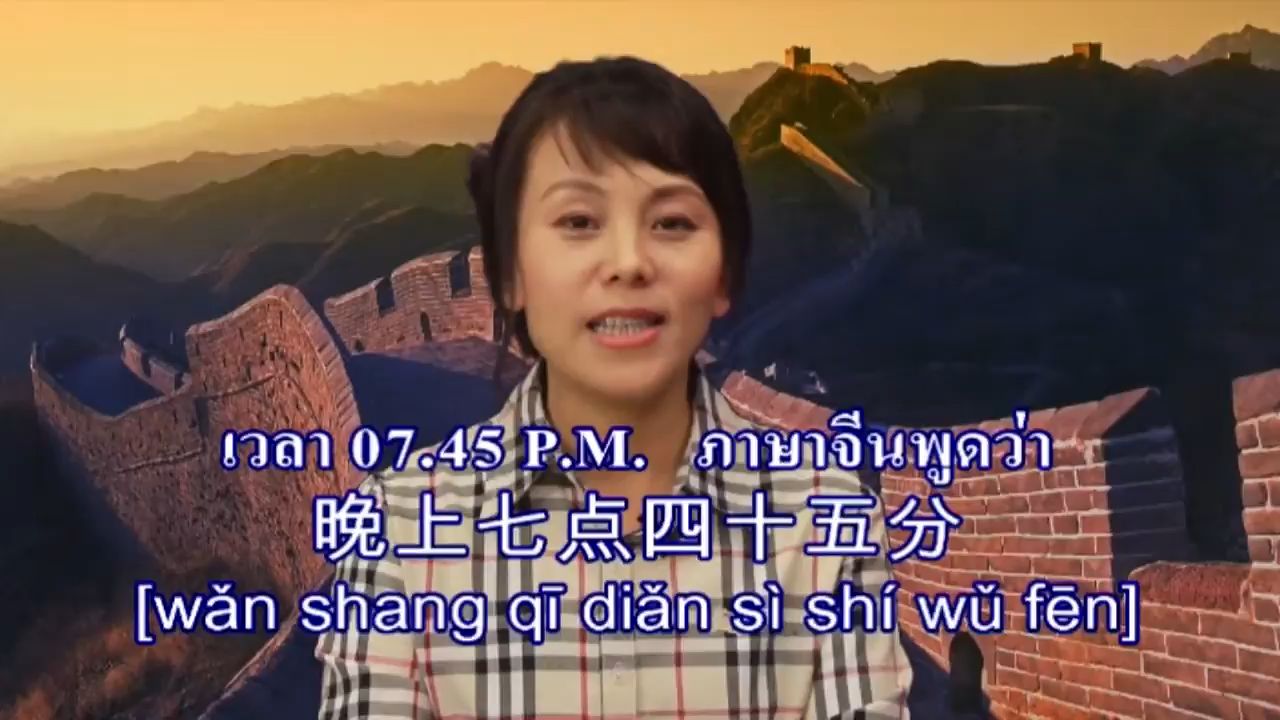 เวลา 07.45 P.M. ภาษาจีนพูดว่า
晚上七点四十五分
[wǎn shang qī diǎn sì shí wǔ fēn]